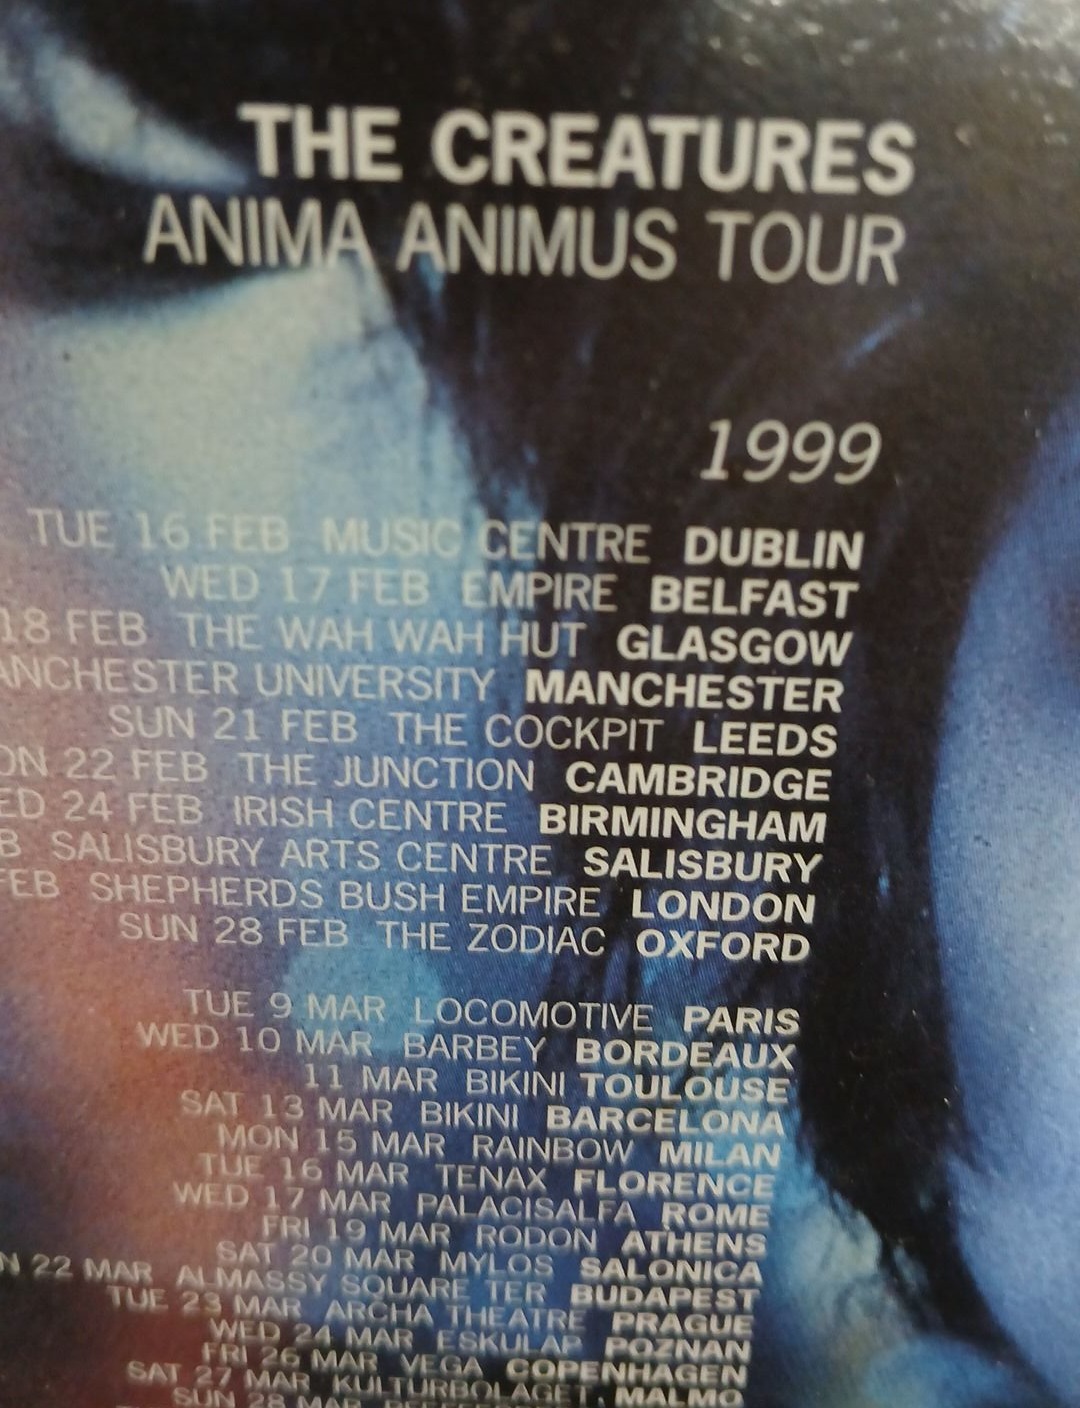 THE CREATURES
ANIMA ANIMUS TOUR
1999
TUE 16 FEB MUSIC CENTRE DUBLIN
WED 17 FEB EMPIRE BELFAST
18 FEB THE WAH WAH HUT GLASGOW
ANCHESTER UNIVERSITY MANCHESTER
SUN 21 FEB THE COCKPIT LEEDS
ON 22 FEB THE JUNCTION CAMBRIDGE
ED 24 FEB IRISH CENTRE BIRMINGHAM
B SALISBURY ARTS CENTRE SALISBURY
FEB SHEPHERDS BUSH EMPIRE LONDON
SUN 28 FEB THE ZODIAC OXFORD
TUE 9 MAR LOCOMOTIVE PARIS
WED 10 MAR BARBEY BORDEAUX
11 MAR BIKINI TOULOUSE
SAT 13 MAR BIKINI BARCELONA
MON 15 MAR RAINBOW MILAN
TUE 16 MAR TENAX FLORENCE
WED 17 MAR PALACISALFA ROME
FRI 19 MAR RODON ATHENS
SAT 20 MAR MYLOS SALONICA
N 22 MAR ALMASSY SQUARE TER BUDAPEST
TUE 23 MAR ARCHA THEATRE PRAGUE
WED 24 MAR ESKULAP POZNAN
FRI 26 MAR VEGA COPENHAGEN
SAT 27 MAR KULTURBOLAGET, MALMO
SUN 28 MAR